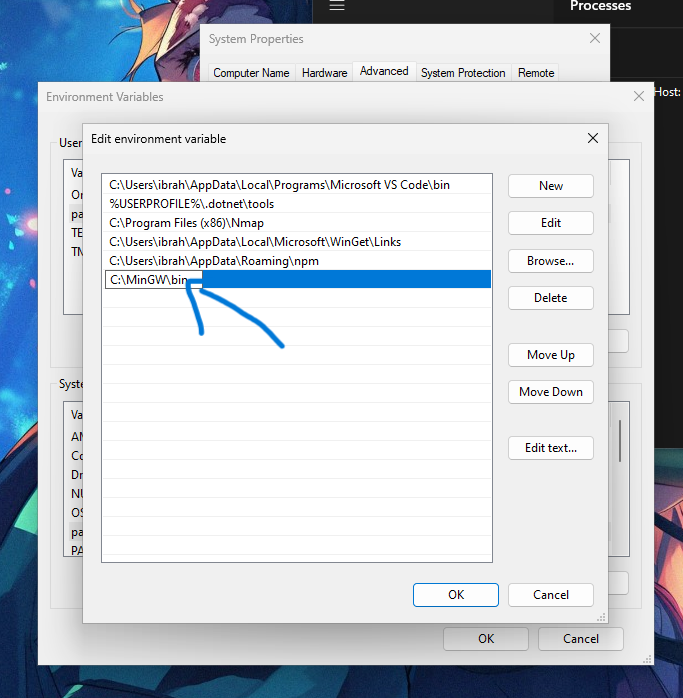 Processes
System Properties
Computer Name Hardware Advanced System Protection Remote
Host:
Environment Variables
Edit environment variable
User
Va
On
pa
TE
TN
C:\Users\ibrah\AppData\Local\Programs\Microsoft VS Code\bin
%USERPROFILE%\.dotnet\tools
C:\Program Files (x86)\Nmap
C:\Users\ibrah\AppData\Local\Microsoft\WinGet\Links
C:\Users\ibrah\AppData\Roaming\npm
C:\MinGW\bin
New
Edit
Browse...
Delete
Move Up
Move Down
Edit text...
Syste
Va
Co
Dr
NU
OS
pa
PA
OK Cancel
OK Cancel